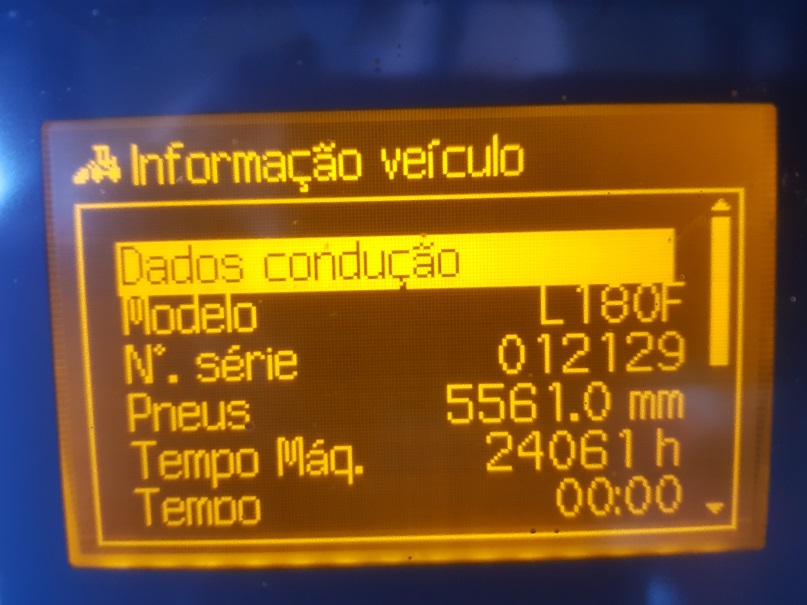 Informação veículo
Dados condução
Modelo L180F
N°. série 012129
Pneus 5561.0 mm
Tempo Máq. 24061 h
Tempo 00:00